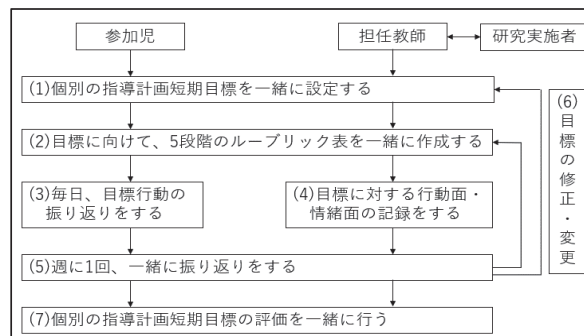 参加児
担任教師
研究実施者
(1)個別の指導計画短期目標を一緒に設定する
(2)目標に向けて、5段階のルーブリック表を一緒に作成する
(3)毎日、目標行動の
振り返りをする
(4)目標に対する行動面・
情緒面の記録をする
(5)週に1回、一緒に振り返りをする
(6)目標の修正・変更
(7)個別の指導計画短期目標の評価を一緒に行う